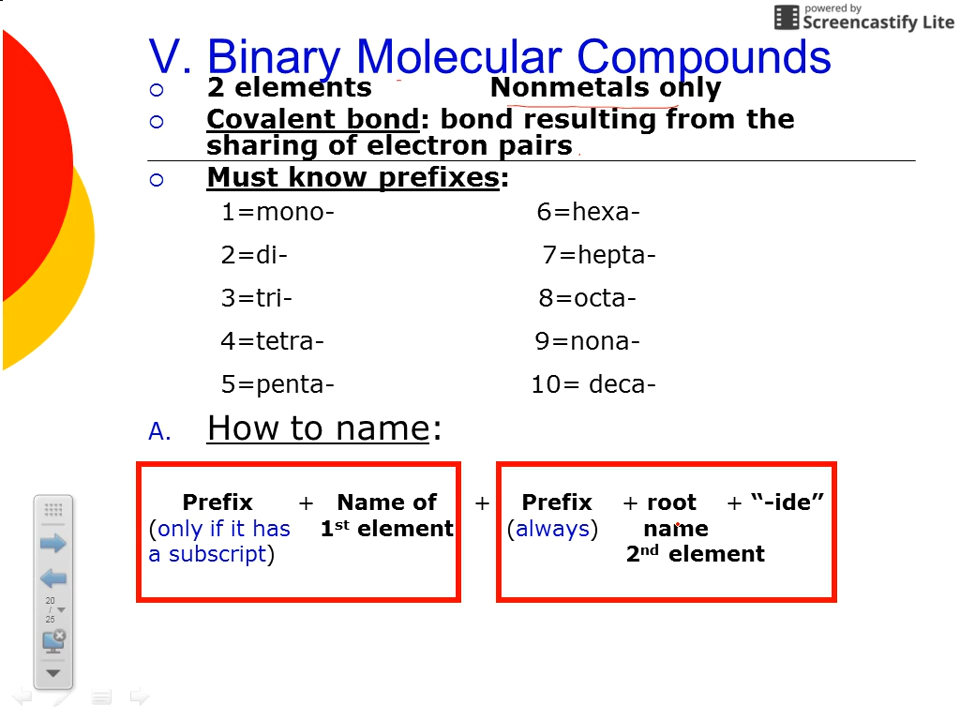 powered by
Screencastify Lite
V. Binary Molecular Compounds
2 elements Nonmetals only
Covalent bond: bond resulting from the
sharing of electron pairs
Must know prefixes:
1=mono- 6=hexa-
2=di- 7=hepta-
3=tri- 8=octa-
4=tetra- 9=nona-
5=penta- 10= deca-
A. How to name:
Prefix + Name of + Prefix + root + “-ide”
(only if it has 1st element (always) name
a subscript) 2nd element
20
/
25